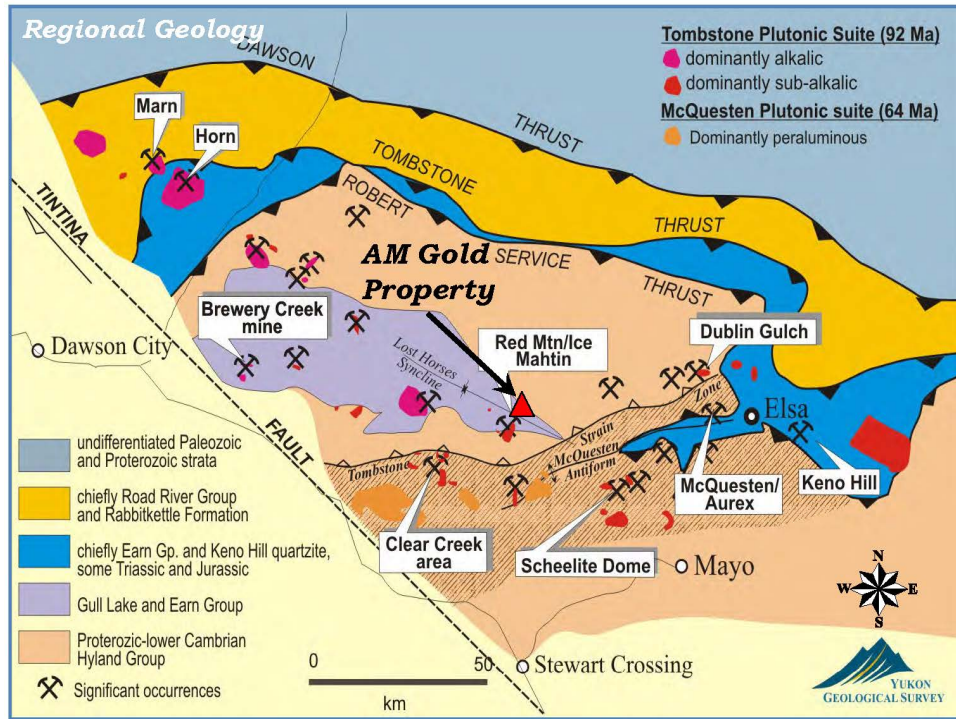 Regional Geology
Tombstone Plutonic Suite (92 Ma)
dominantly alkalic
dominantly sub-alkalic
McQuesten Plutonic suite (64 Ma)
Dominantly peraluminous
DAWSON
THRUST
Marn
Horn
TOMBSTONE
THRUST
ROBERT
SERVICE
THRUST
TINTINA
FAULT
AM Gold
Property
Brewery Creek
mine
Dawson City
Lost Horses
Syncline
Red Mtn/Ice
Mahtin
Dublin Gulch
Elsa
Tombstone
Strain
Zone
McQuesten
Antiform
McQuesten/
Aurex
Keno Hill
Clear Creek
area
Scheelite Dome
Mayo
Stewart Crossing
undifferentiated Paleozoic
and Proterozoic strata
chiefly Road River Group
and Rabbitkettle Formation
chiefly Earn Gp. and Keno Hill quartzite,
some Triassic and Jurassic
Gull Lake and Earn Group
Proterozic-lower Cambrian
Hyland Group
Significant occurrences
0 50
km
N
W E
S
YUKON
GEOLOGICAL SURVEY